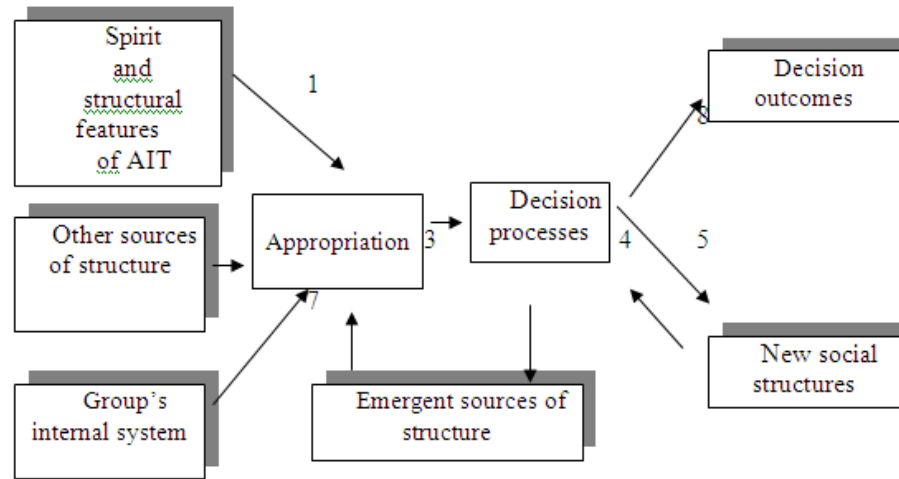 Spirit
and
structural
features
of AIT
1
Decision
outcomes
8
Other sources
of structure
Appropriation
3
Decision
processes
4
5
7
Group's
internal system
Emergent sources of
structure
New social
structures